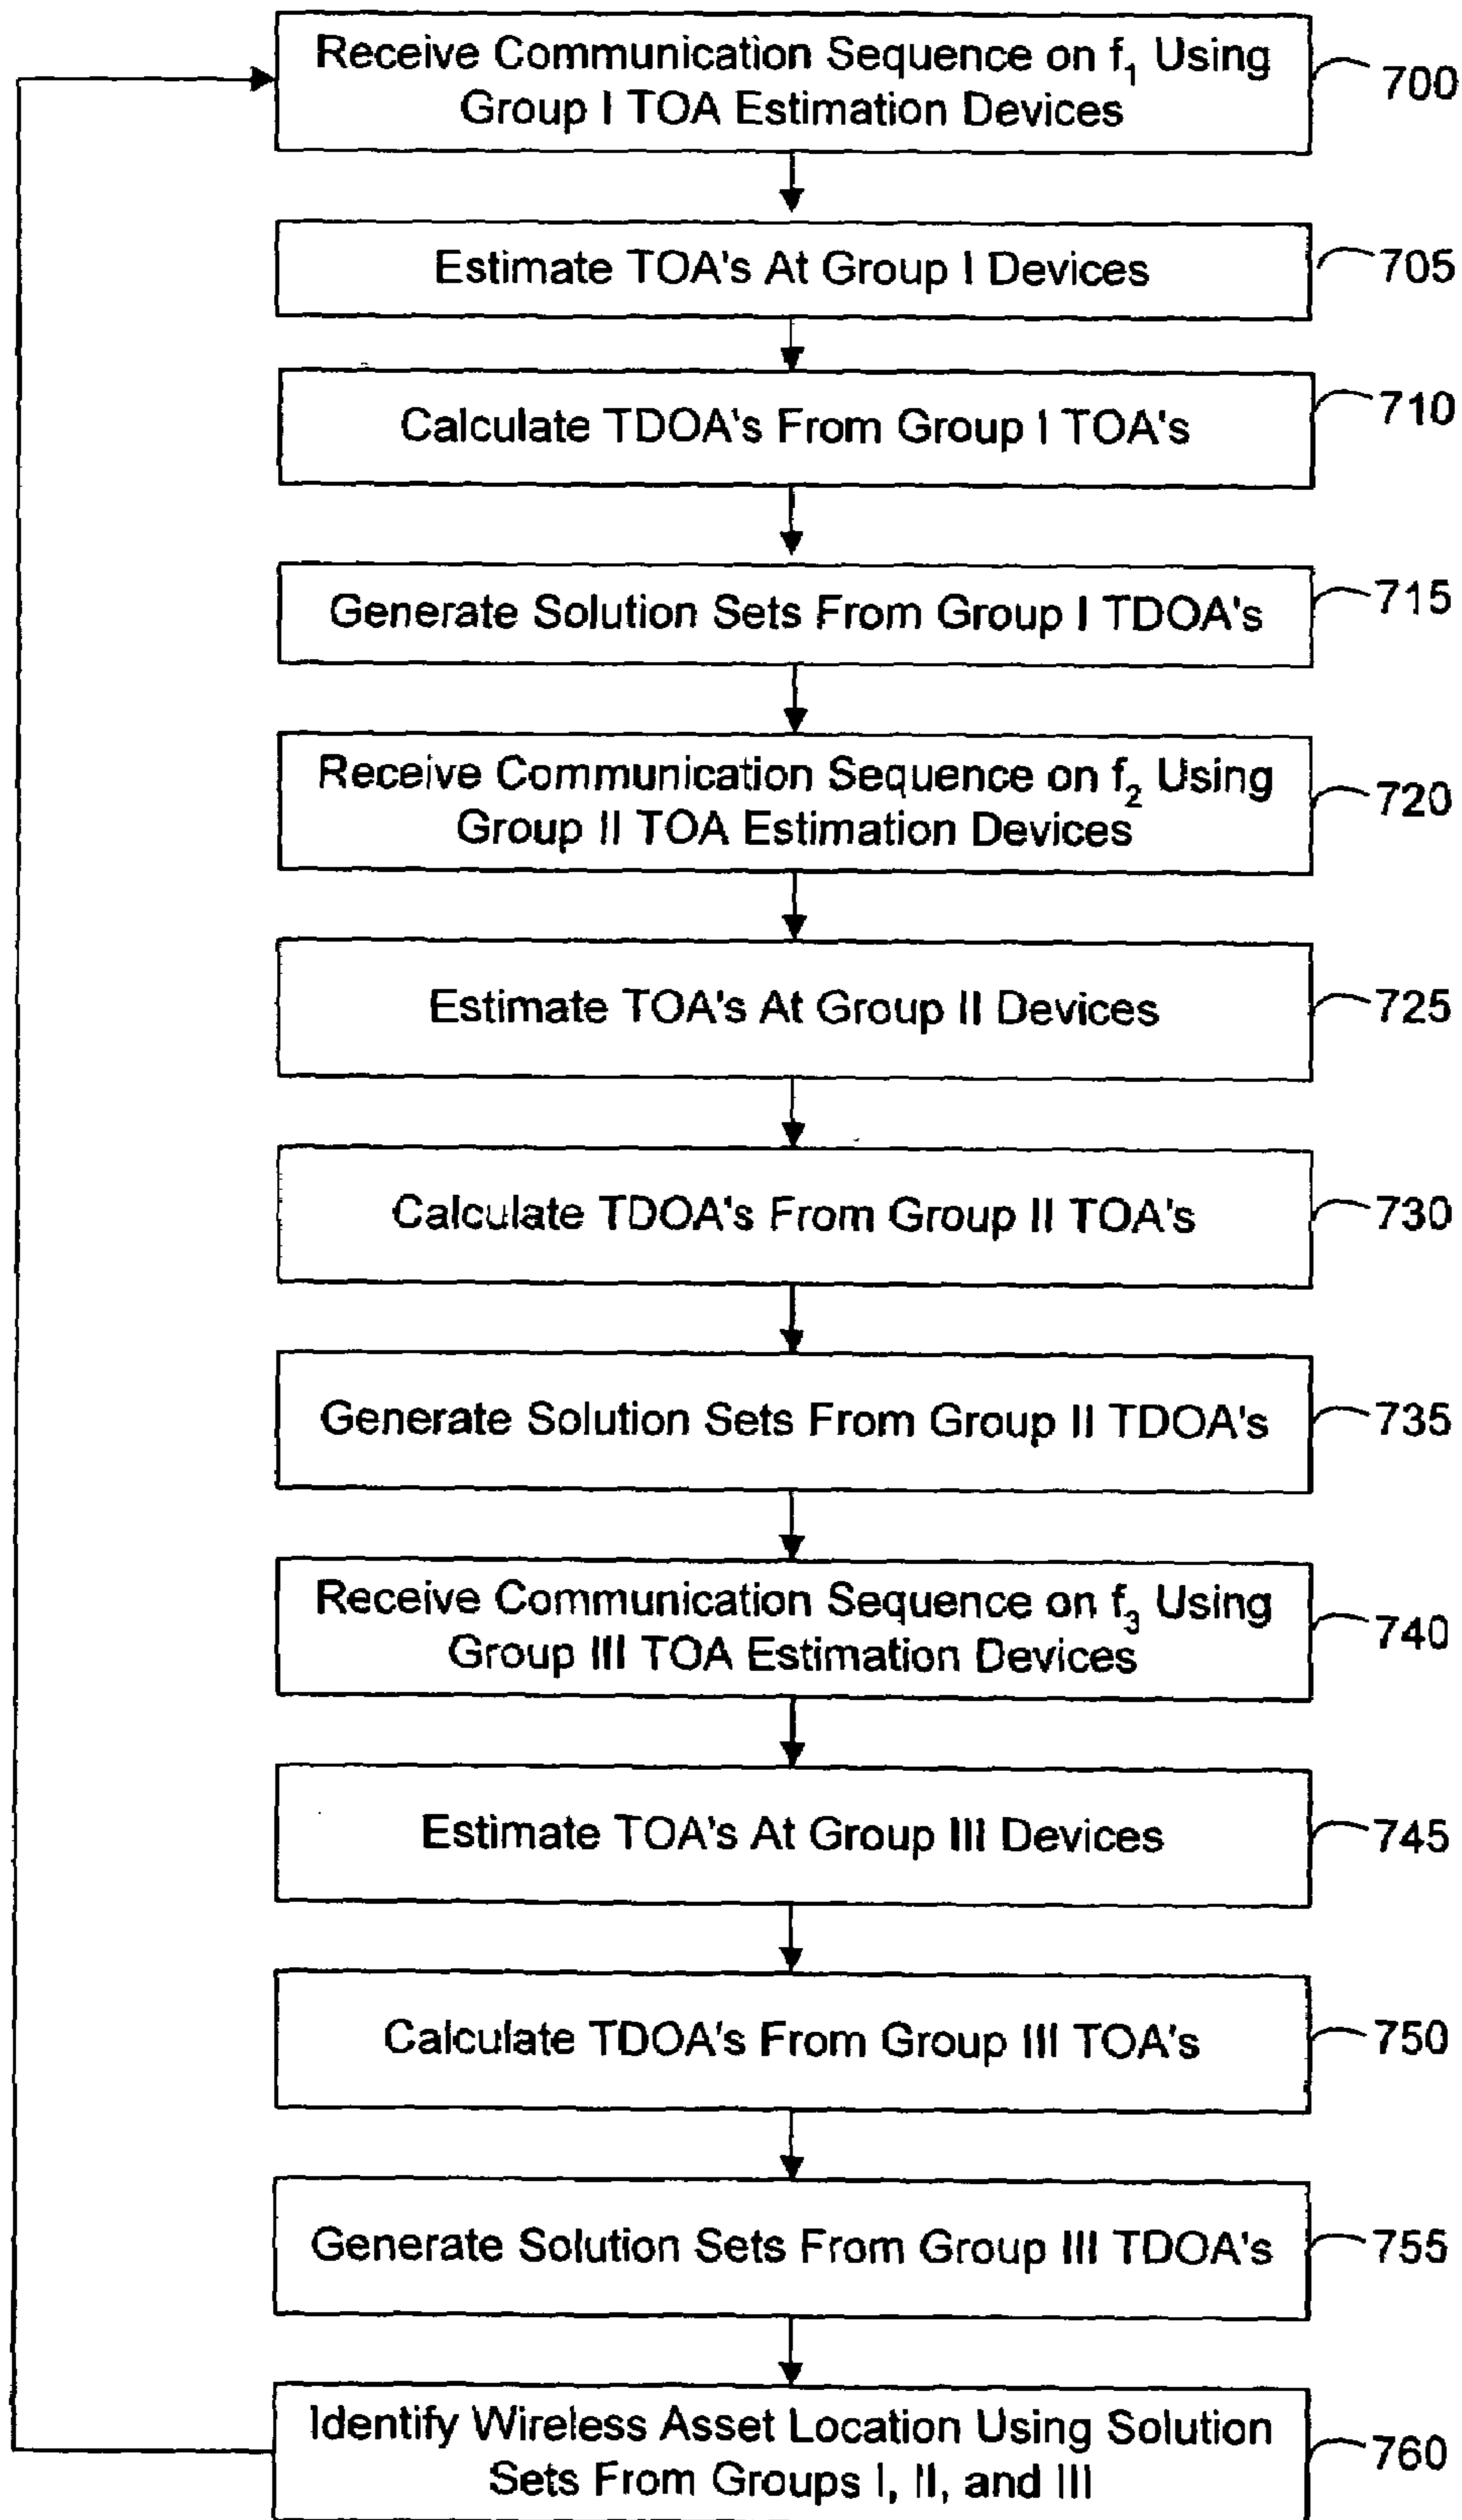 Receive Communication Sequence on f₁ Using
Group I TOA Estimation Devices
700
Estimate TOA's At Group I Devices
705
Calculate TDOA's From Group I TOA's
710
Generate Solution Sets From Group I TDOA's
715
Receive Communication Sequence on f₂ Using
Group II TOA Estimation Devices
720
Estimate TOA's At Group II Devices
725
Calculate TDOA's From Group II TOA's
730
Generate Solution Sets From Group II TDOA's
735
Receive Communication Sequence on f₃ Using
Group III TOA Estimation Devices
740
Estimate TOA's At Group III Devices
745
Calculate TDOA's From Group III TOA's
750
Generate Solution Sets From Group III TDOA's
755
Identify Wireless Asset Location Using Solution
Sets From Groups I, II, and III
760